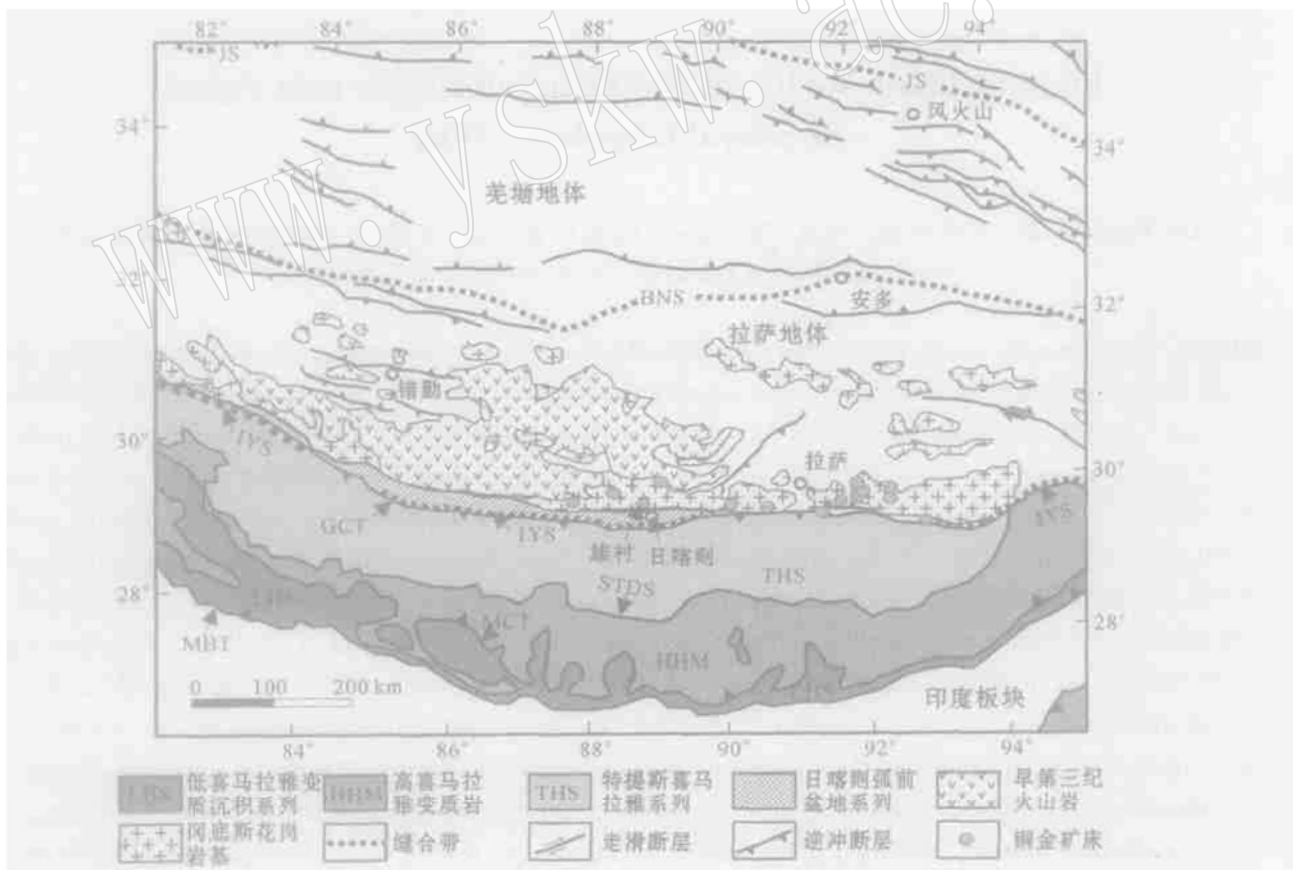 82° 84° 86° 88° 90° 92° 94°
www.yskw.ac.
JS
JS
风火山
34°
34°
羌塘地体
32°
32°
BNS
安多
拉萨地体
错勤
30°
30°
IYS
拉萨
GCT
IYS
IYS
雄村 日喀则
THS
STDS
28°
28°
LHS
MCT
MBT
HHM
LHS
0 100 200 km
印度板块
84° 86° 88° 90° 92° 94°
LHS 低喜马拉雅变质沉积系列
HHM 高喜马拉雅变质岩
THS 特提斯喜马拉雅系列
日喀则弧前盆地系列
早第三纪火山岩
冈底斯花岗岩基
缝合带
走滑断层
逆冲断层
铜金矿床